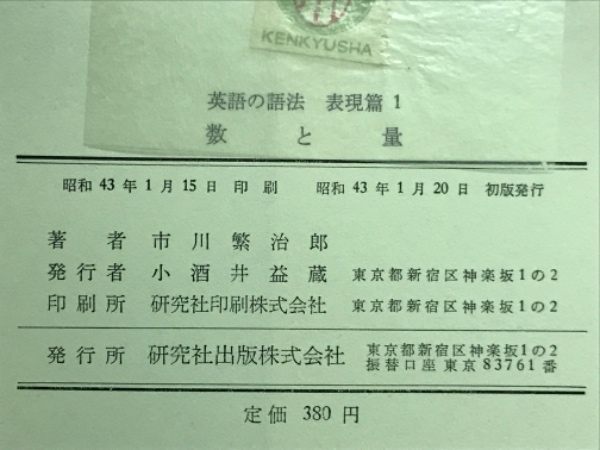 KENKYUSHA
英語の語法 表現篇 1
数と量
昭和 43 年 1 月 15 日 印刷 昭和 43 年 1 月 20 日 初版発行
著者 市川繁治郎
発行者 小酒井益蔵 東京都新宿区神楽坂1の2
印刷所 研究社印刷株式会社 東京都新宿区神楽坂1の2
発行所 研究社出版株式会社 東京都新宿区神楽坂1の2
振替口座 東京 83761 番
定価 380 円